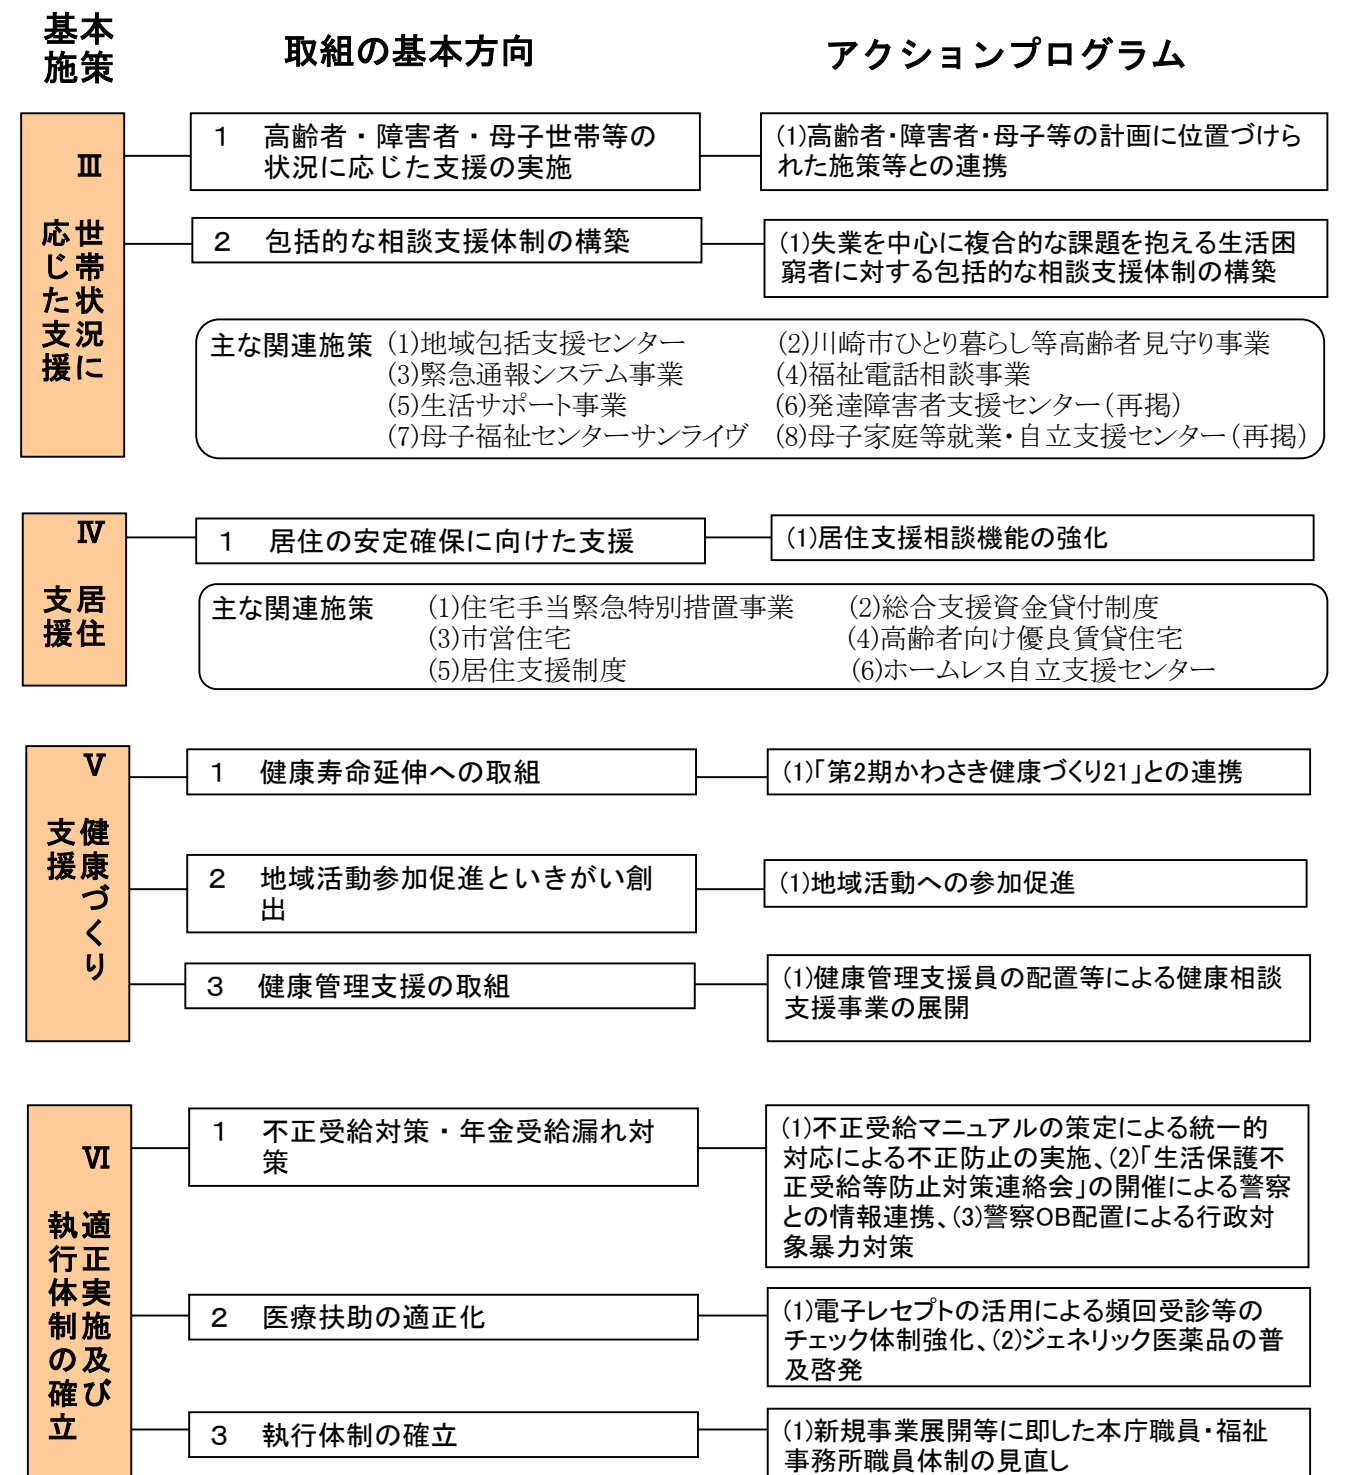 基本
施策
取組の基本方向
アクションプログラム
Ⅲ
世帯状況に
応じた支援
1 高齢者・障害者・母子世帯等の
状況に応じた支援の実施
(1)高齢者・障害者・母子等の計画に位置づけら
れた施策等との連携
2 包括的な相談支援体制の構築
(1)失業を中心に複合的な課題を抱える生活困
窮者に対する包括的な相談支援体制の構築
主な関連施策 (1)地域包括支援センター (2)川崎市ひとり暮らし等高齢者見守り事業
(3)緊急通報システム事業 (4)福祉電話相談事業
(5)生活サポート事業 (6)発達障害者支援センター(再掲)
(7)母子福祉センターサンライヴ (8)母子家庭等就業・自立支援センター(再掲)
Ⅳ
居住
支援
1 居住の安定確保に向けた支援
(1)居住支援相談機能の強化
主な関連施策 (1)住宅手当緊急特別措置事業 (2)総合支援資金貸付制度
(3)市営住宅 (4)高齢者向け優良賃貸住宅
(5)居住支援制度 (6)ホームレス自立支援センター
Ⅴ
健康づくり
支援
1 健康寿命延伸への取組
(1)「第2期かわさき健康づくり21」との連携
2 地域活動参加促進といきがい創
出
(1)地域活動への参加促進
3 健康管理支援の取組
(1)健康管理支援員の配置等による健康相談
支援事業の展開
Ⅵ
適正実施及び
執行体制の確立
1 不正受給対策・年金受給漏れ対
策
(1)不正受給マニュアルの策定による統一的
対応による不正防止の実施、(2)「生活保護不
正受給等防止対策連絡会」の開催による警察
との情報連携、(3)警察OB配置による行政対
象暴力対策
2 医療扶助の適正化
(1)電子レセプトの活用による頻回受診等の
チェック体制強化、(2)ジェネリック医薬品の普
及啓発
3 執行体制の確立
(1)新規事業展開等に即した本庁職員・福祉
事務所職員体制の見直し